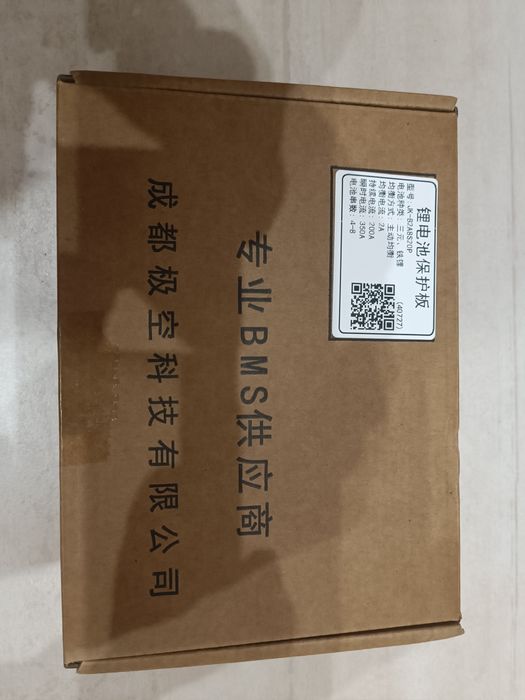 锂电池保护板
型号：JK-B2A8S20P
(40727)
电池种类：三元、铁锂
均衡方式：主动均衡
均衡电流：2A
持续电流：200A
瞬时电流：350A
电池串数：4-8
专业BMS供应商
成都极空科技有限公司